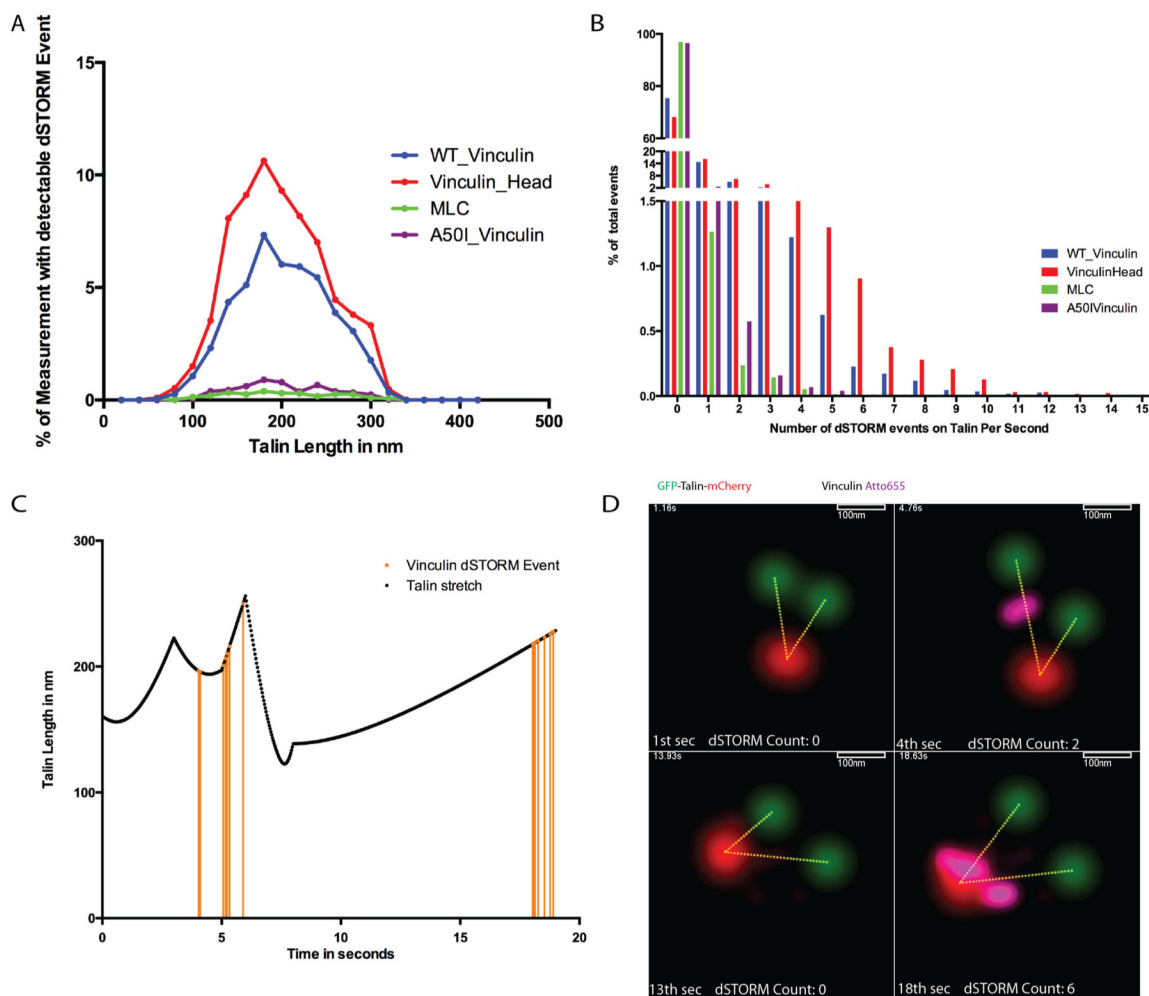 A
% of Measurement with detectable dSTORM Event
15
10
5
0
0 100 200 300 400 500
Talin Length in nm
WT_Vinculin
Vinculin_Head
MLC
A50I_Vinculin
B
% of total events
100
80
60
20
14
8
2
1.5
1.0
0.5
0.0
0 1 2 3 4 5 6 7 8 9 10 11 12 13 14 15
Number of dSTORM events on Talin Per Second
WT_Vinculin
VinculinHead
MLC
A50IVinculin
C
Talin Length in nm
300
200
100
0
0 5 10 15 20
Time in seconds
Vinculin dSTORM Event
Talin stretch
GFP-Talin-mCherry Vinculin Atto655
D
1.16s
100nm
1st sec dSTORM Count: 0
4.76s
100nm
4th sec dSTORM Count: 2
13.93s
100nm
13th sec dSTORM Count: 0
18.63s
100nm
18th sec dSTORM Count: 6